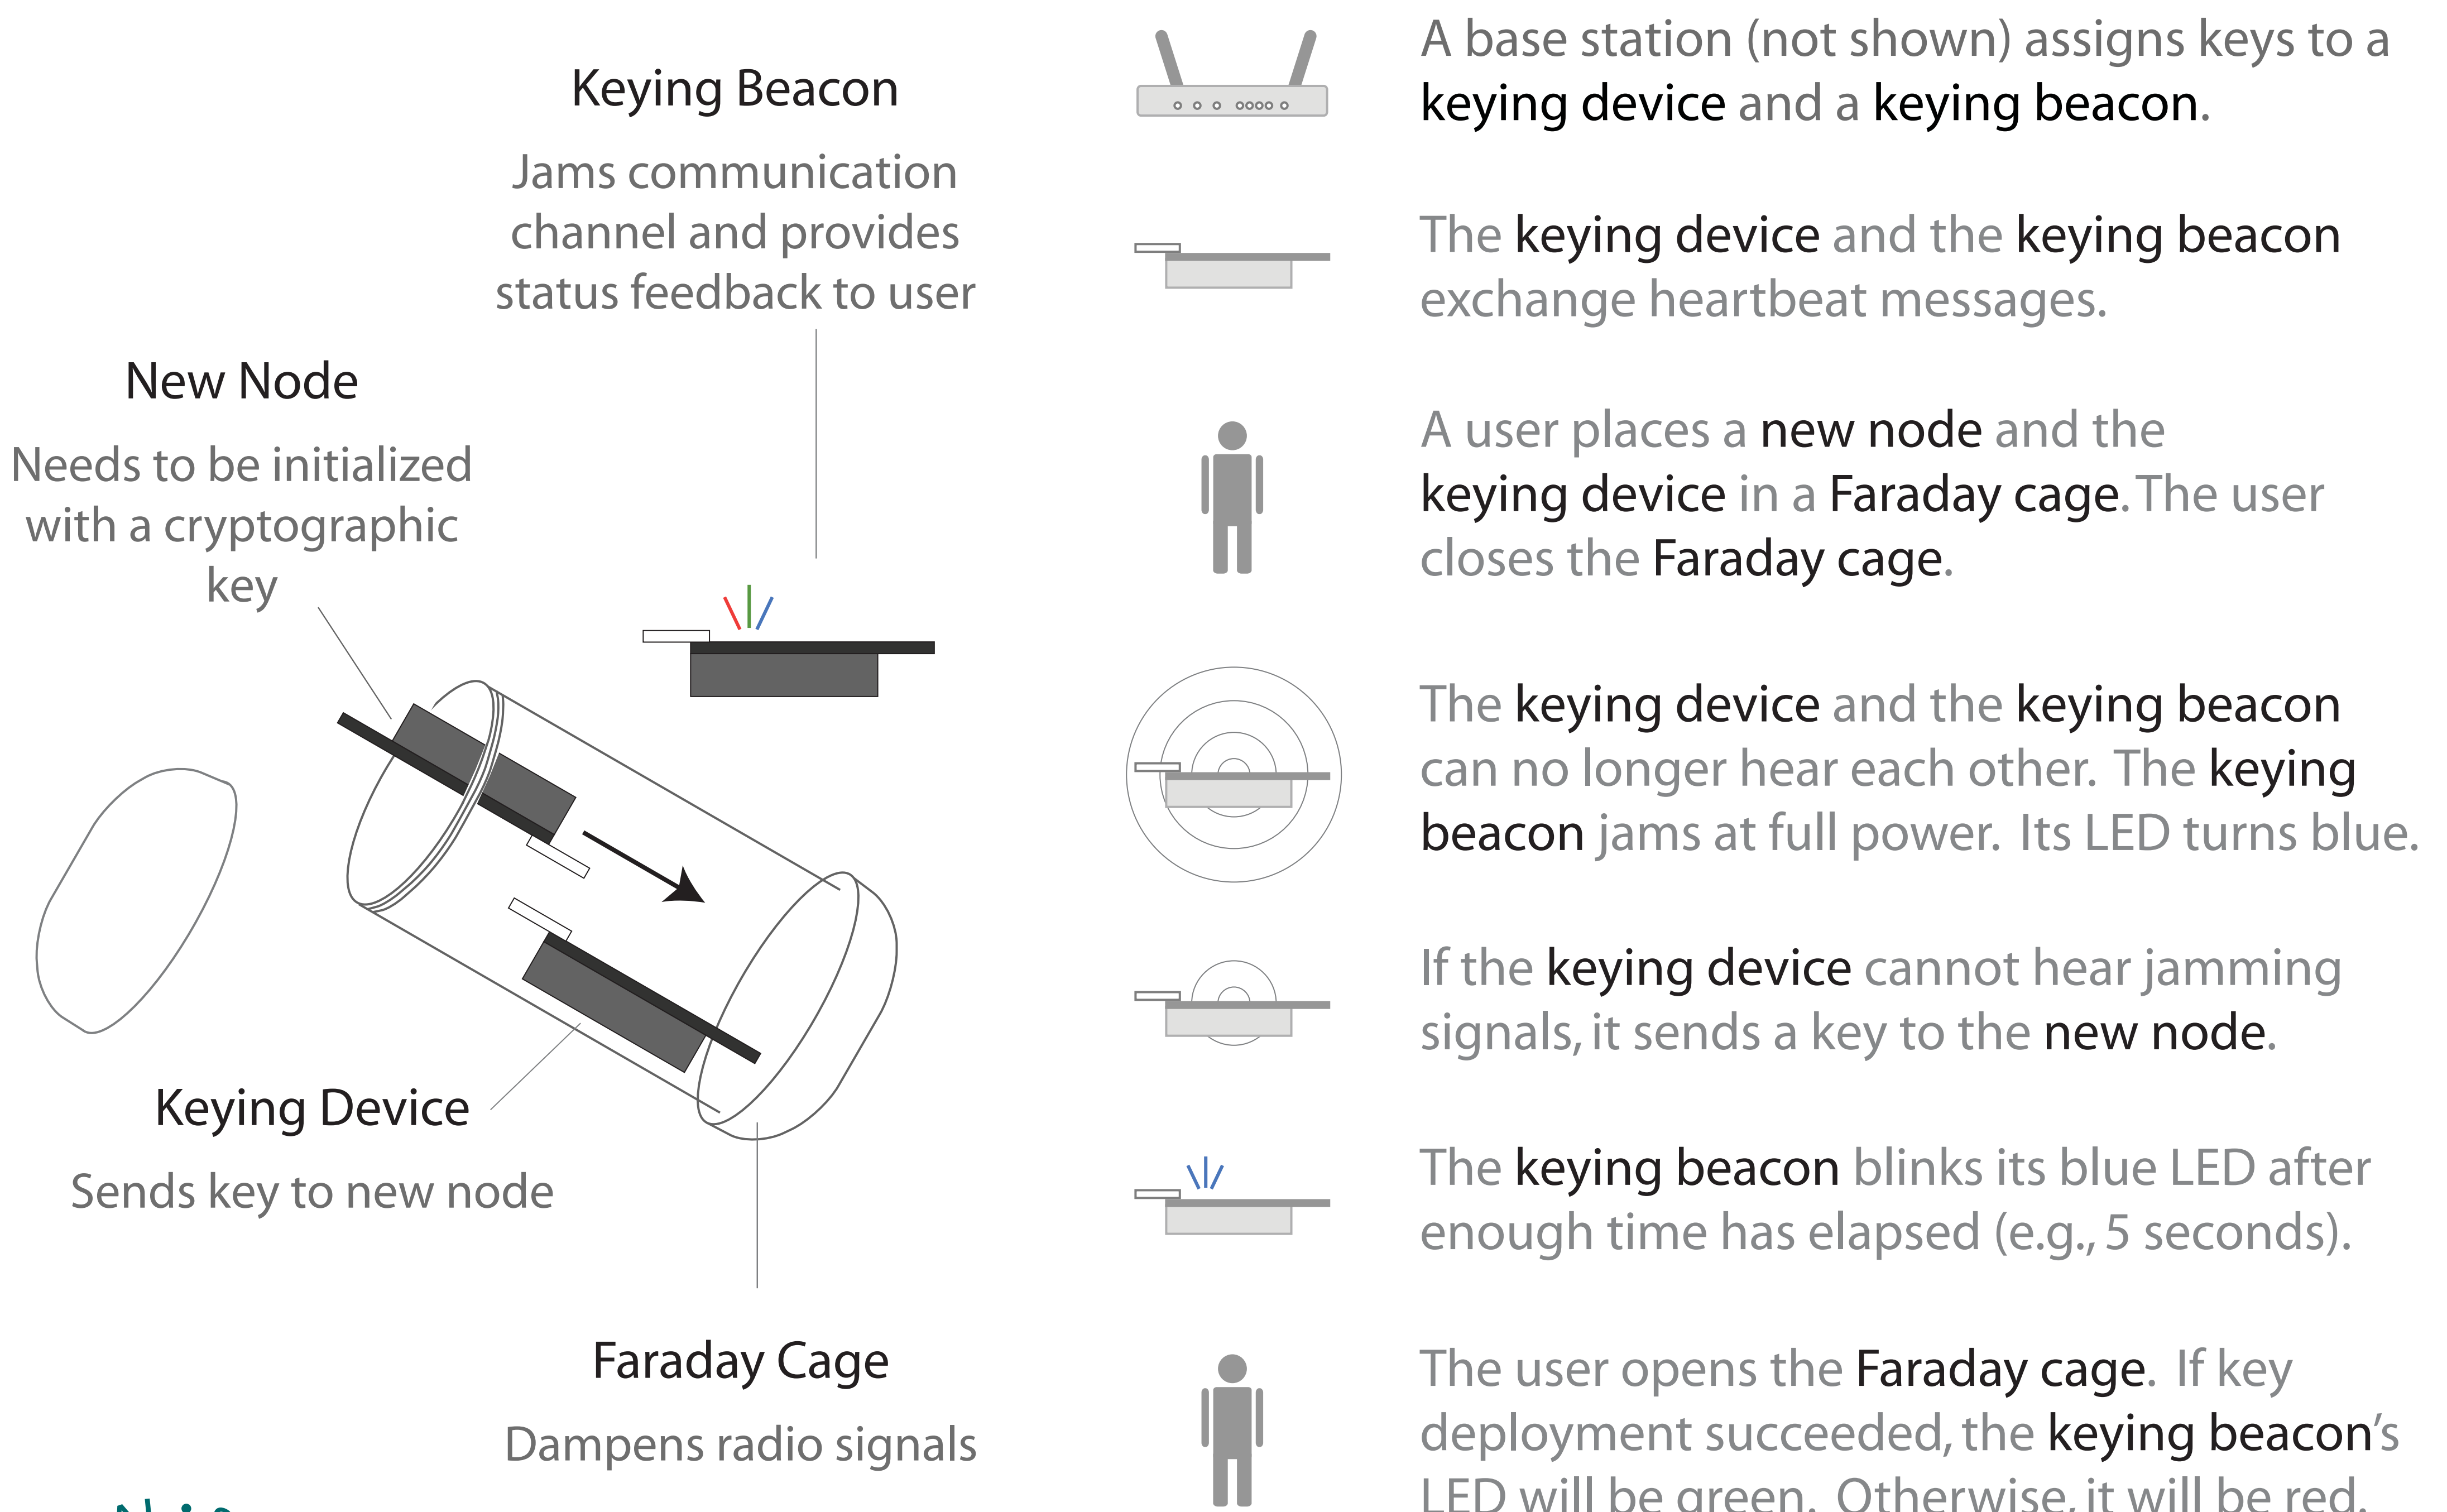 Keying Beacon
Jams communication
channel and provides
status feedback to user
New Node
Needs to be initialized
with a cryptographic
key
Keying Device
Sends key to new node
Faraday Cage
Dampens radio signals
A base station (not shown) assigns keys to a
keying device and a keying beacon.
The keying device and the keying beacon
exchange heartbeat messages.
A user places a new node and the
keying device in a Faraday cage. The user
closes the Faraday cage.
The keying device and the keying beacon
can no longer hear each other. The keying
beacon jams at full power. Its LED turns blue.
If the keying device cannot hear jamming
signals, it sends a key to the new node.
The keying beacon blinks its blue LED after
enough time has elapsed (e.g., 5 seconds).
The user opens the Faraday cage. If key
deployment succeeded, the keying beacon's
LED will be green. Otherwise, it will be red.